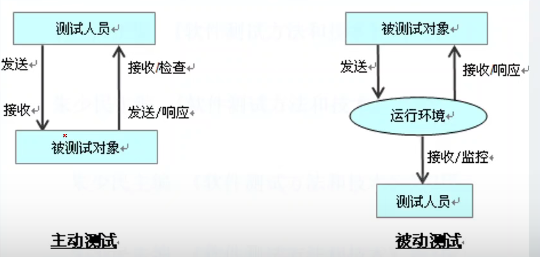 测试人员
发送
接收/检查
接收
发送/响应
被测试对象
主动测试
被测试对象
发送
接收/响应
运行环境
接收/监控
测试人员
被动测试